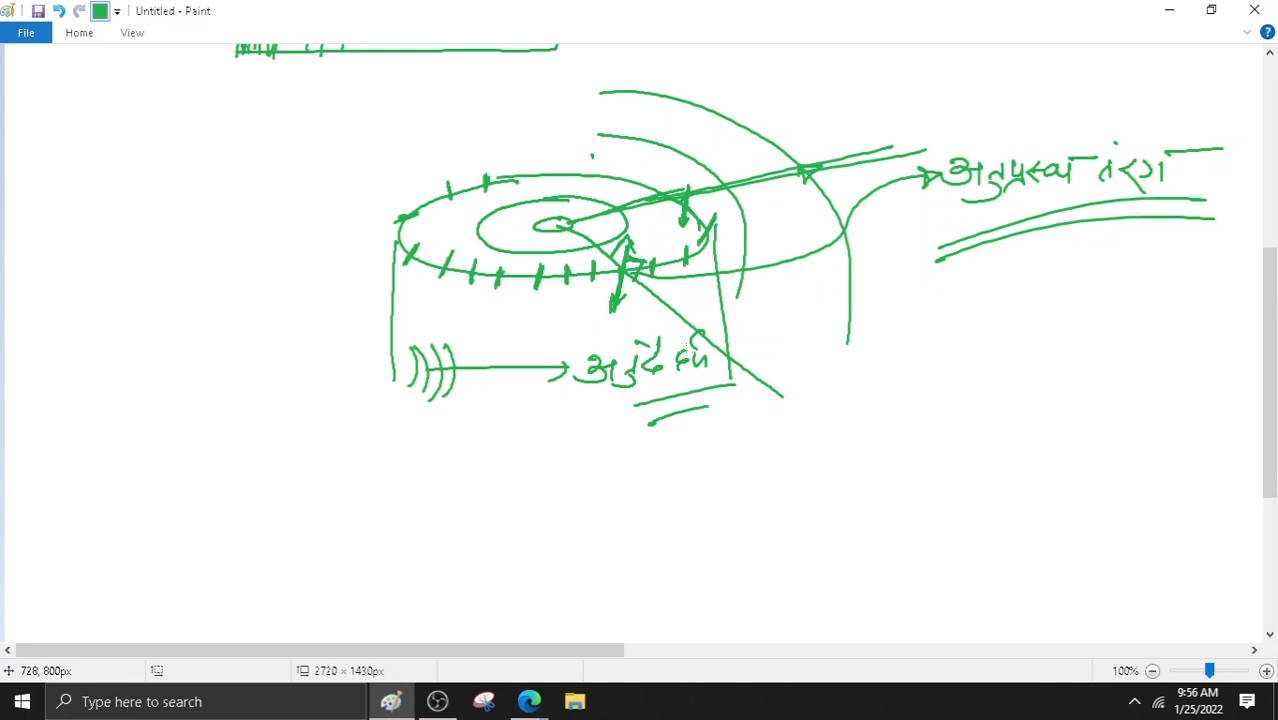 Untitled - Paint
File Home View
अनुप्रस्थ तरंग
अनुदैर्घ्य
728, 800px 2720 × 1430px 100%
Type here to search
9:56 AM
1/25/2022